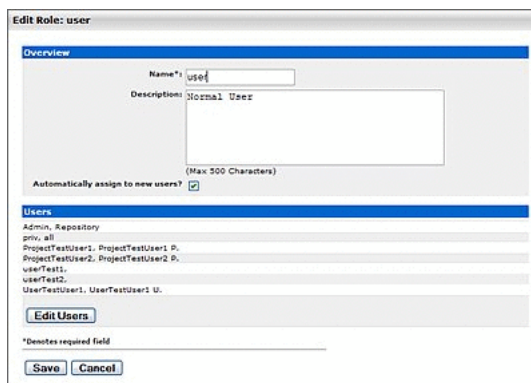 Edit Role: user
Overview
Name*: user
Description: Normal User
(Max 500 Characters)
Automatically assign to new users?
Users
Admin, Repository
priv, all
ProjectTestUser1, ProjectTestUser1 P.
ProjectTestUser2, ProjectTestUser2 P.
userTest1,
userTest2,
UserTestUser1, UserTestUser1 U.
Edit Users
*Denotes required field
Save Cancel